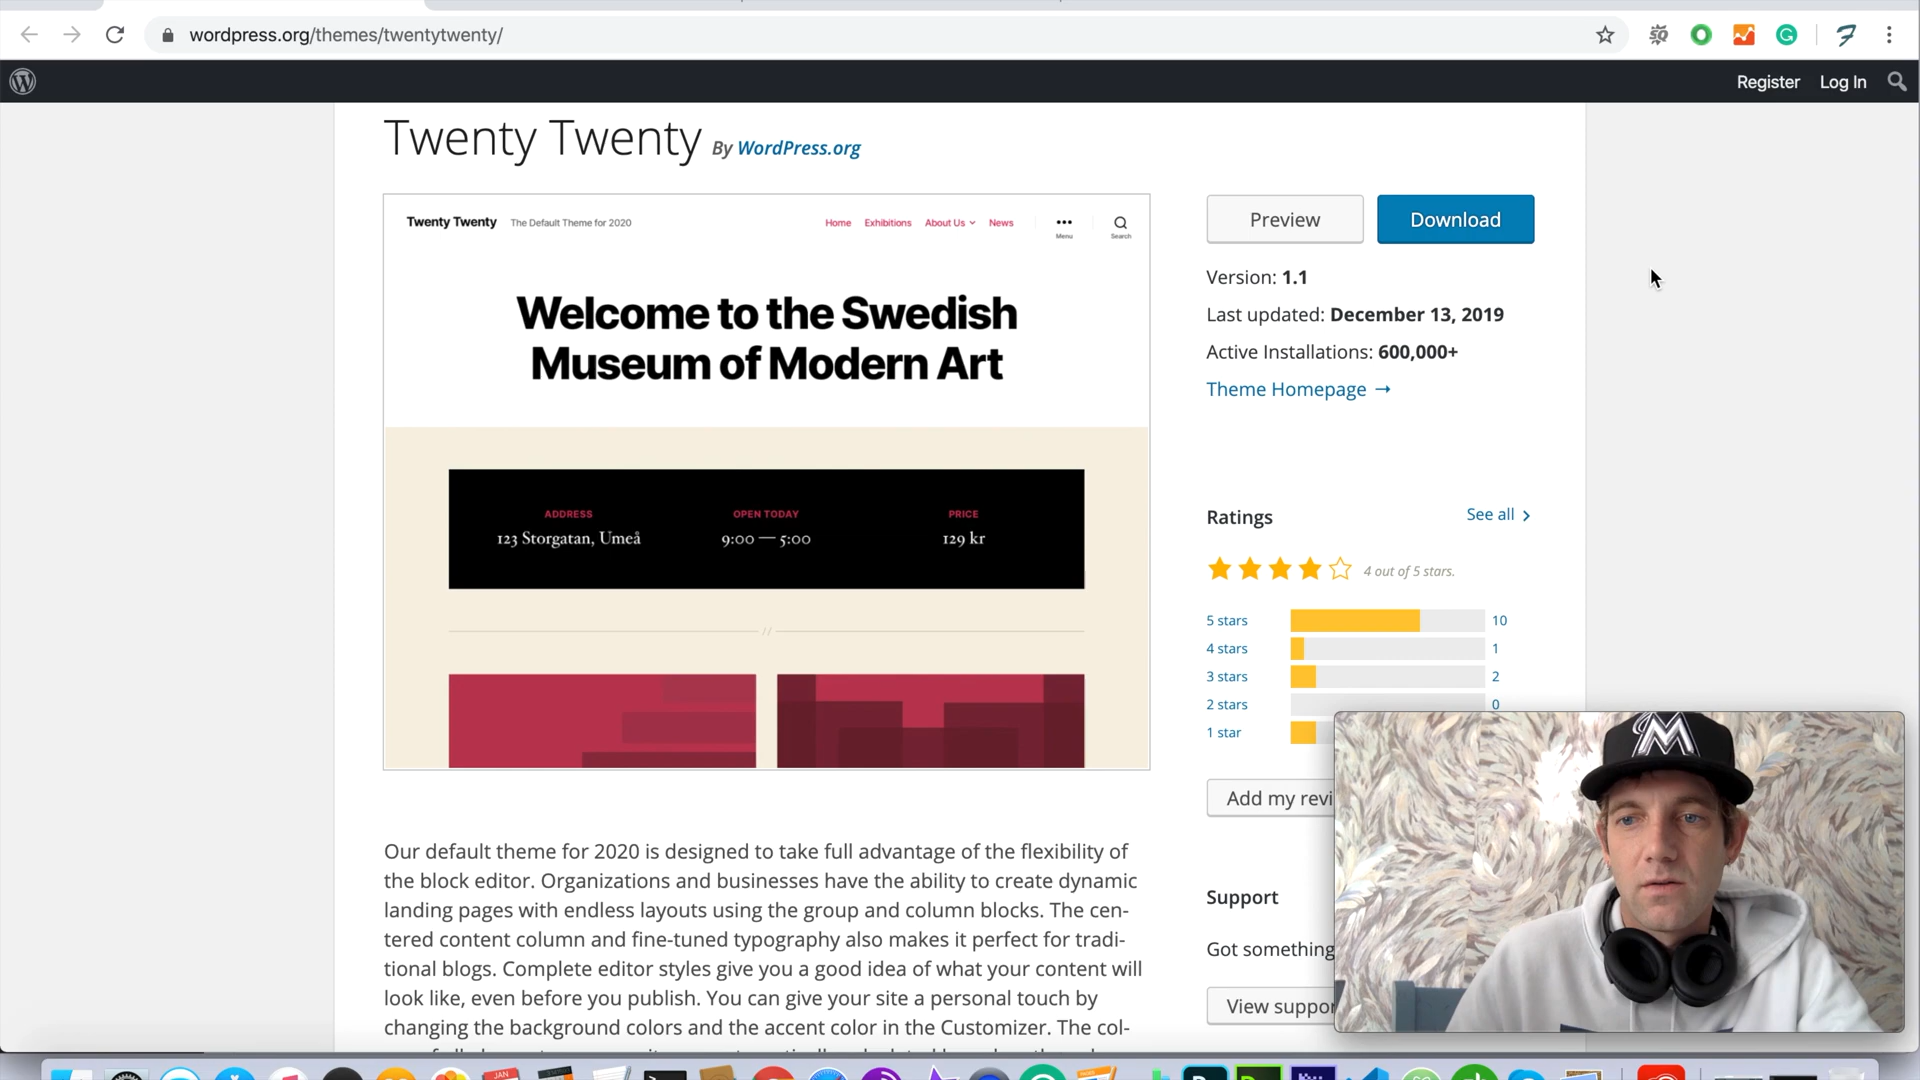 wordpress.org/themes/twentytwenty/
Register Log In
Twenty Twenty By WordPress.org
Twenty Twenty The Default Theme for 2020 Home Exhibitions About Us News
Menu Search
Welcome to the Swedish
Museum of Modern Art
ADDRESS OPEN TODAY PRICE
123 Storgatan, Umeå 9:00 — 5:00 129 kr
//
Preview Download
Version: 1.1
Last updated: December 13, 2019
Active Installations: 600,000+
Theme Homepage →
Ratings See all
4 out of 5 stars.
5 stars 10
4 stars 1
3 stars 2
2 stars 0
1 star
Add my revi
Support
Got something
View suppor
Our default theme for 2020 is designed to take full advantage of the flexibility of
the block editor. Organizations and businesses have the ability to create dynamic
landing pages with endless layouts using the group and column blocks. The cen-
tered content column and fine-tuned typography also makes it perfect for tradi-
tional blogs. Complete editor styles give you a good idea of what your content will
look like, even before you publish. You can give your site a personal touch by
changing the background colors and the accent color in the Customizer. The col-
M
JAN